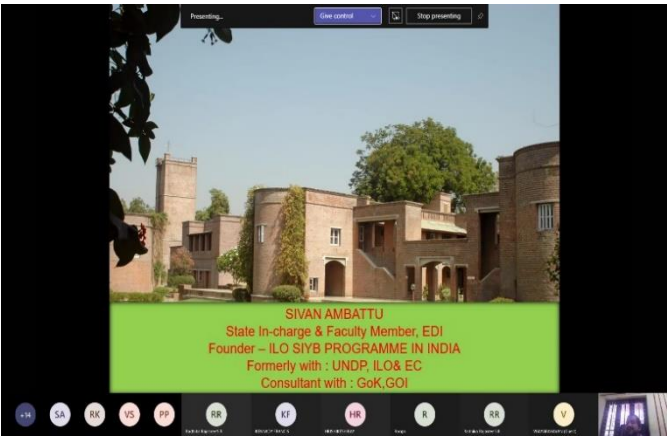 Presenting...
Give control
Stop presenting
SIVAN AMBATTU
State In-charge & Faculty Member, EDI
Founder – ILO SIYB PROGRAMME IN INDIA
Formerly with : UNDP, ILO& EC
Consultant with : GoK,GOI
+14 SA RK VS PP RR KF HR R RR V